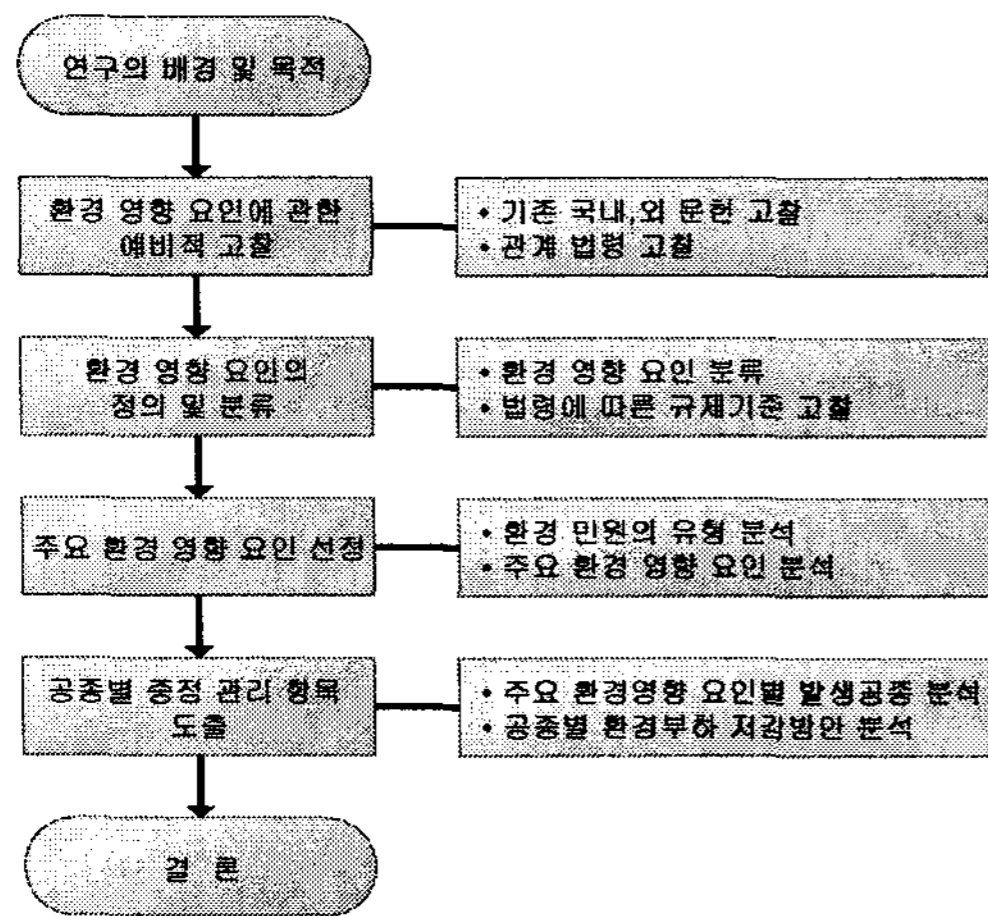 연구의 배경 및 목적
환경 영향 요인에 관한
예비적 고찰
• 기존 국내,외 문헌 고찰
• 관계 법령 고찰
환경 영향 요인의
정의 및 분류
• 환경 영향 요인 분류
• 법령에 따른 규제기준 고찰
주요 환경 영향 요인 선정
• 환경 민원의 유형 분석
• 주요 환경 영향 요인 분석
공종별 중점 관리 항목
도출
• 주요 환경영향 요인별 발생공종 분석
• 공종별 환경부하 저감방안 분석
결 론